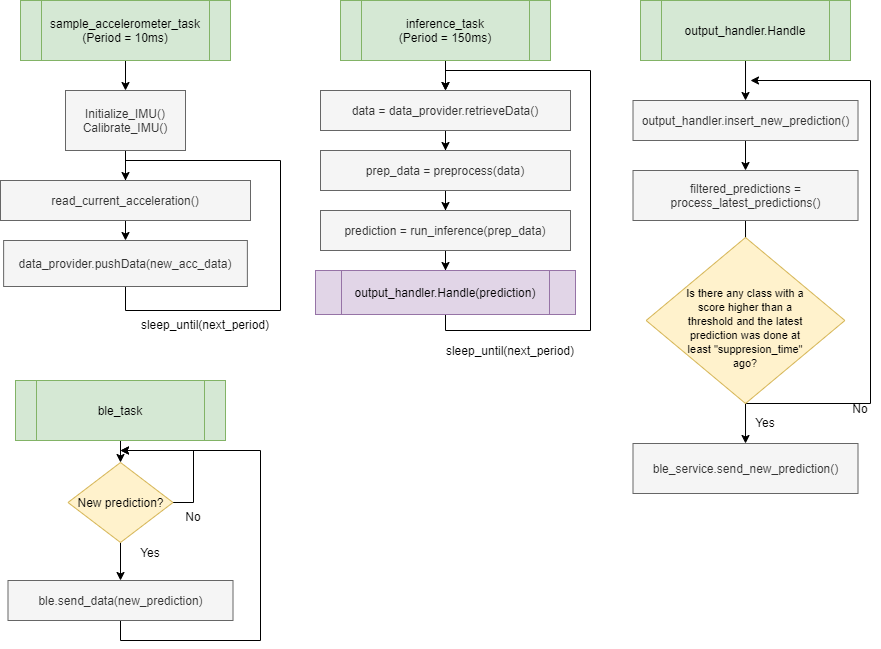 sample_accelerometer_task
(Period = 10ms)
Initialize_IMU()
Calibrate_IMU()
read_current_acceleration()
data_provider.pushData(new_acc_data)
sleep_until(next_period)
inference_task
(Period = 150ms)
data = data_provider.retrieveData()
prep_data = preprocess(data)
prediction = run_inference(prep_data)
output_handler.Handle(prediction)
sleep_until(next_period)
output_handler.Handle
output_handler.insert_new_prediction()
filtered_predictions =
process_latest_predictions()
Is there any class with a
score higher than a
threshold and the latest
prediction was done at
least "suppresion_time"
ago?
No
Yes
ble_service.send_new_prediction()
ble_task
New prediction?
No
Yes
ble.send_data(new_prediction)